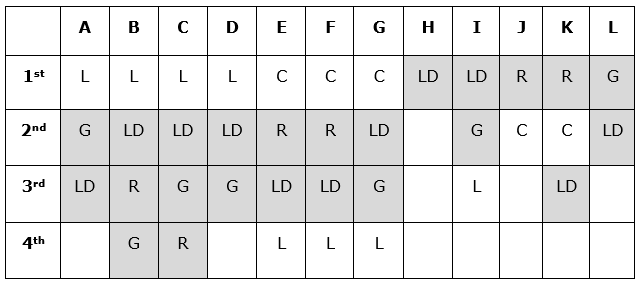 A B C D E F G H I J K L
1st L L L L C C C LD LD R R G
2nd G LD LD LD R R LD G C C LD
3rd LD R G G LD LD G L LD
4th G R L L L